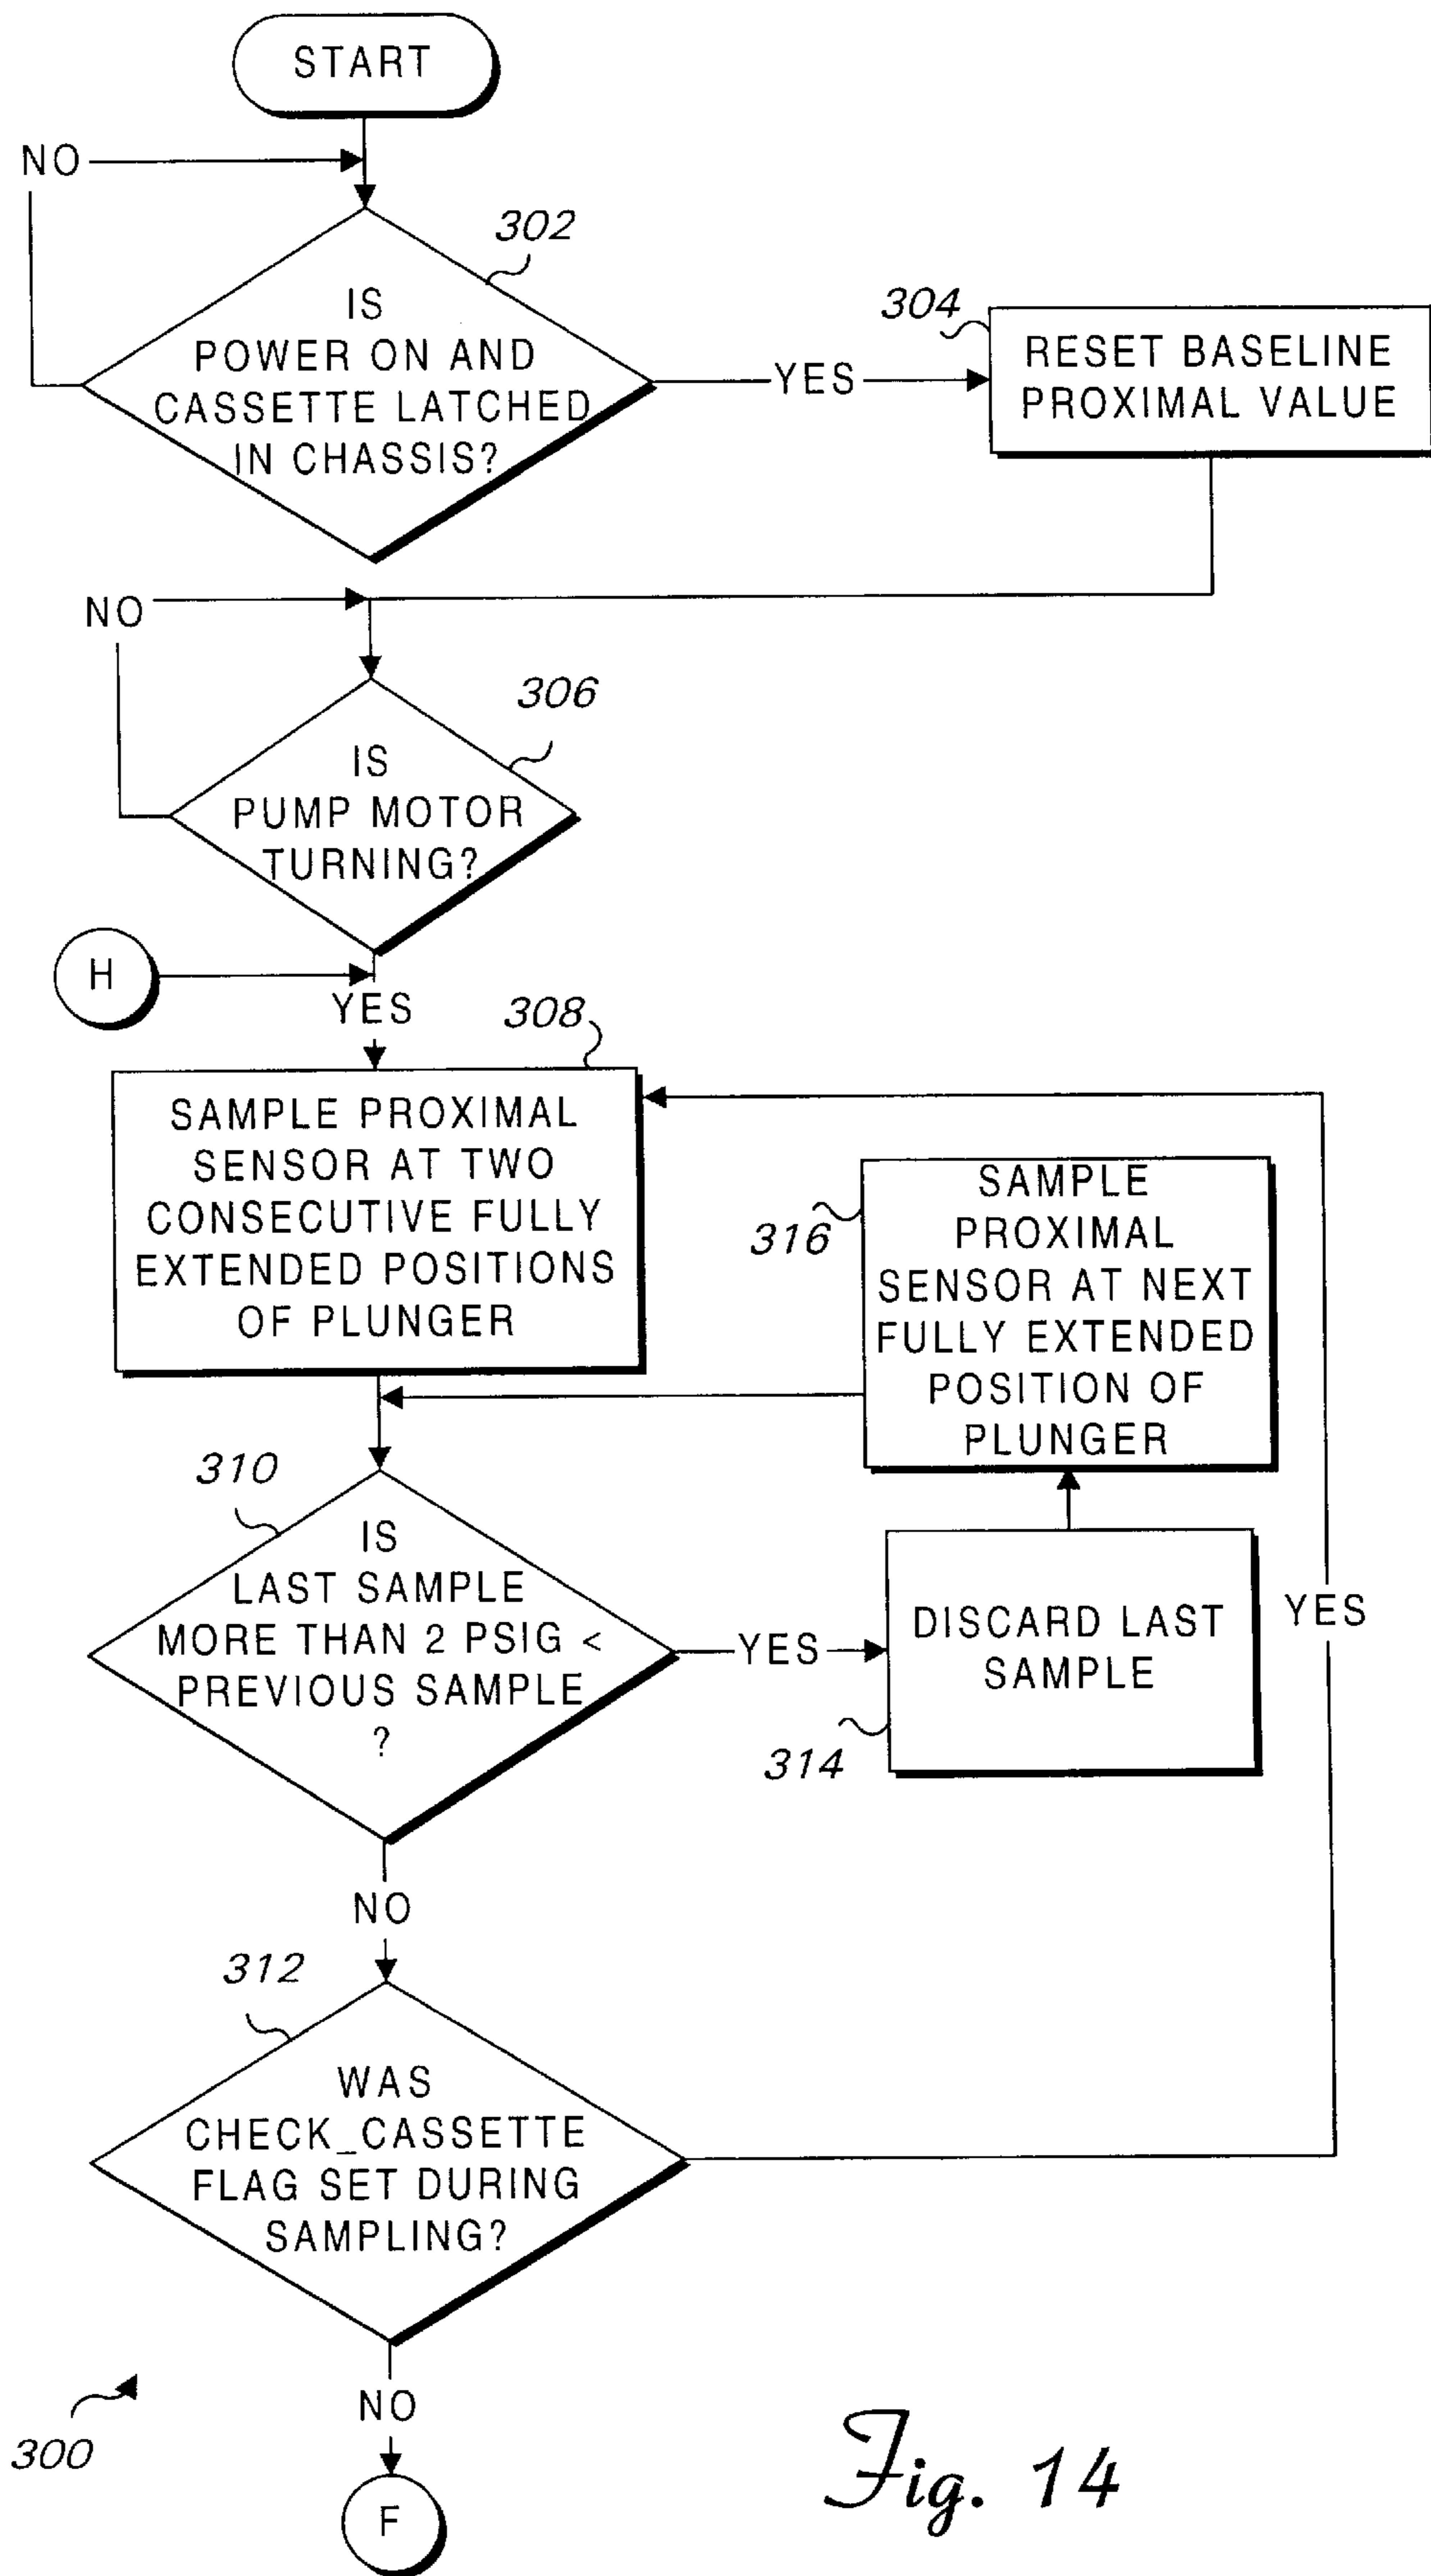 START
NO
302
IS
POWER ON AND
CASSETTE LATCHED
IN CHASSIS?
YES
304
RESET BASELINE
PROXIMAL VALUE
NO
306
IS
PUMP MOTOR
TURNING?
H
YES
308
SAMPLE PROXIMAL
SENSOR AT TWO
CONSECUTIVE FULLY
EXTENDED POSITIONS
OF PLUNGER
316
SAMPLE
PROXIMAL
SENSOR AT NEXT
FULLY EXTENDED
POSITION OF
PLUNGER
310
IS
LAST SAMPLE
MORE THAN 2 PSIG <
PREVIOUS SAMPLE
?
YES
DISCARD LAST
SAMPLE
314
YES
NO
312
WAS
CHECK_CASSETTE
FLAG SET DURING
SAMPLING?
NO
300
F
Fig. 14